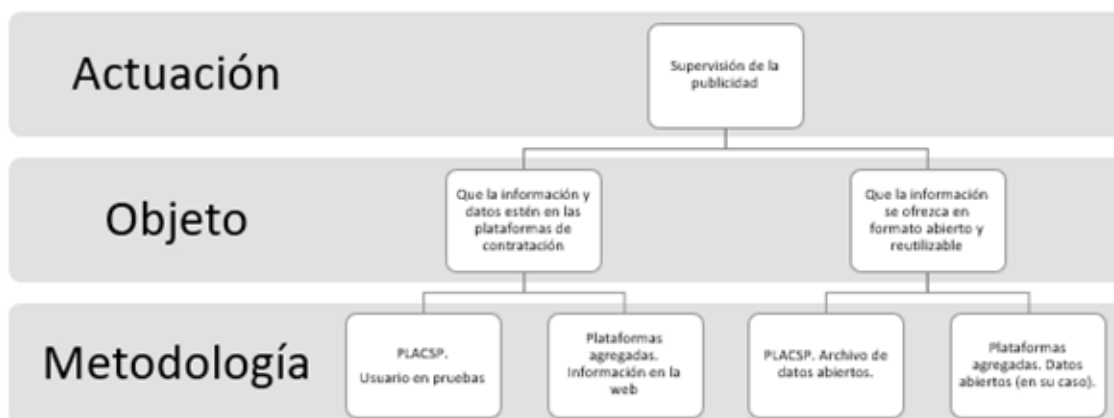 Actuación
Supervisión de la
publicidad
Objeto
Que la información y
datos estén en las
plataformas de
contratación
Que la información
se ofrezca en
formato abierto y
reutilizable
Metodología
PLACSP.
Usuario en pruebas
Plataformas
agregadas.
Información en la
web
PLACSP. Archivo de
datos abiertos.
Plataformas
agregadas. Datos
abiertos (en su caso).